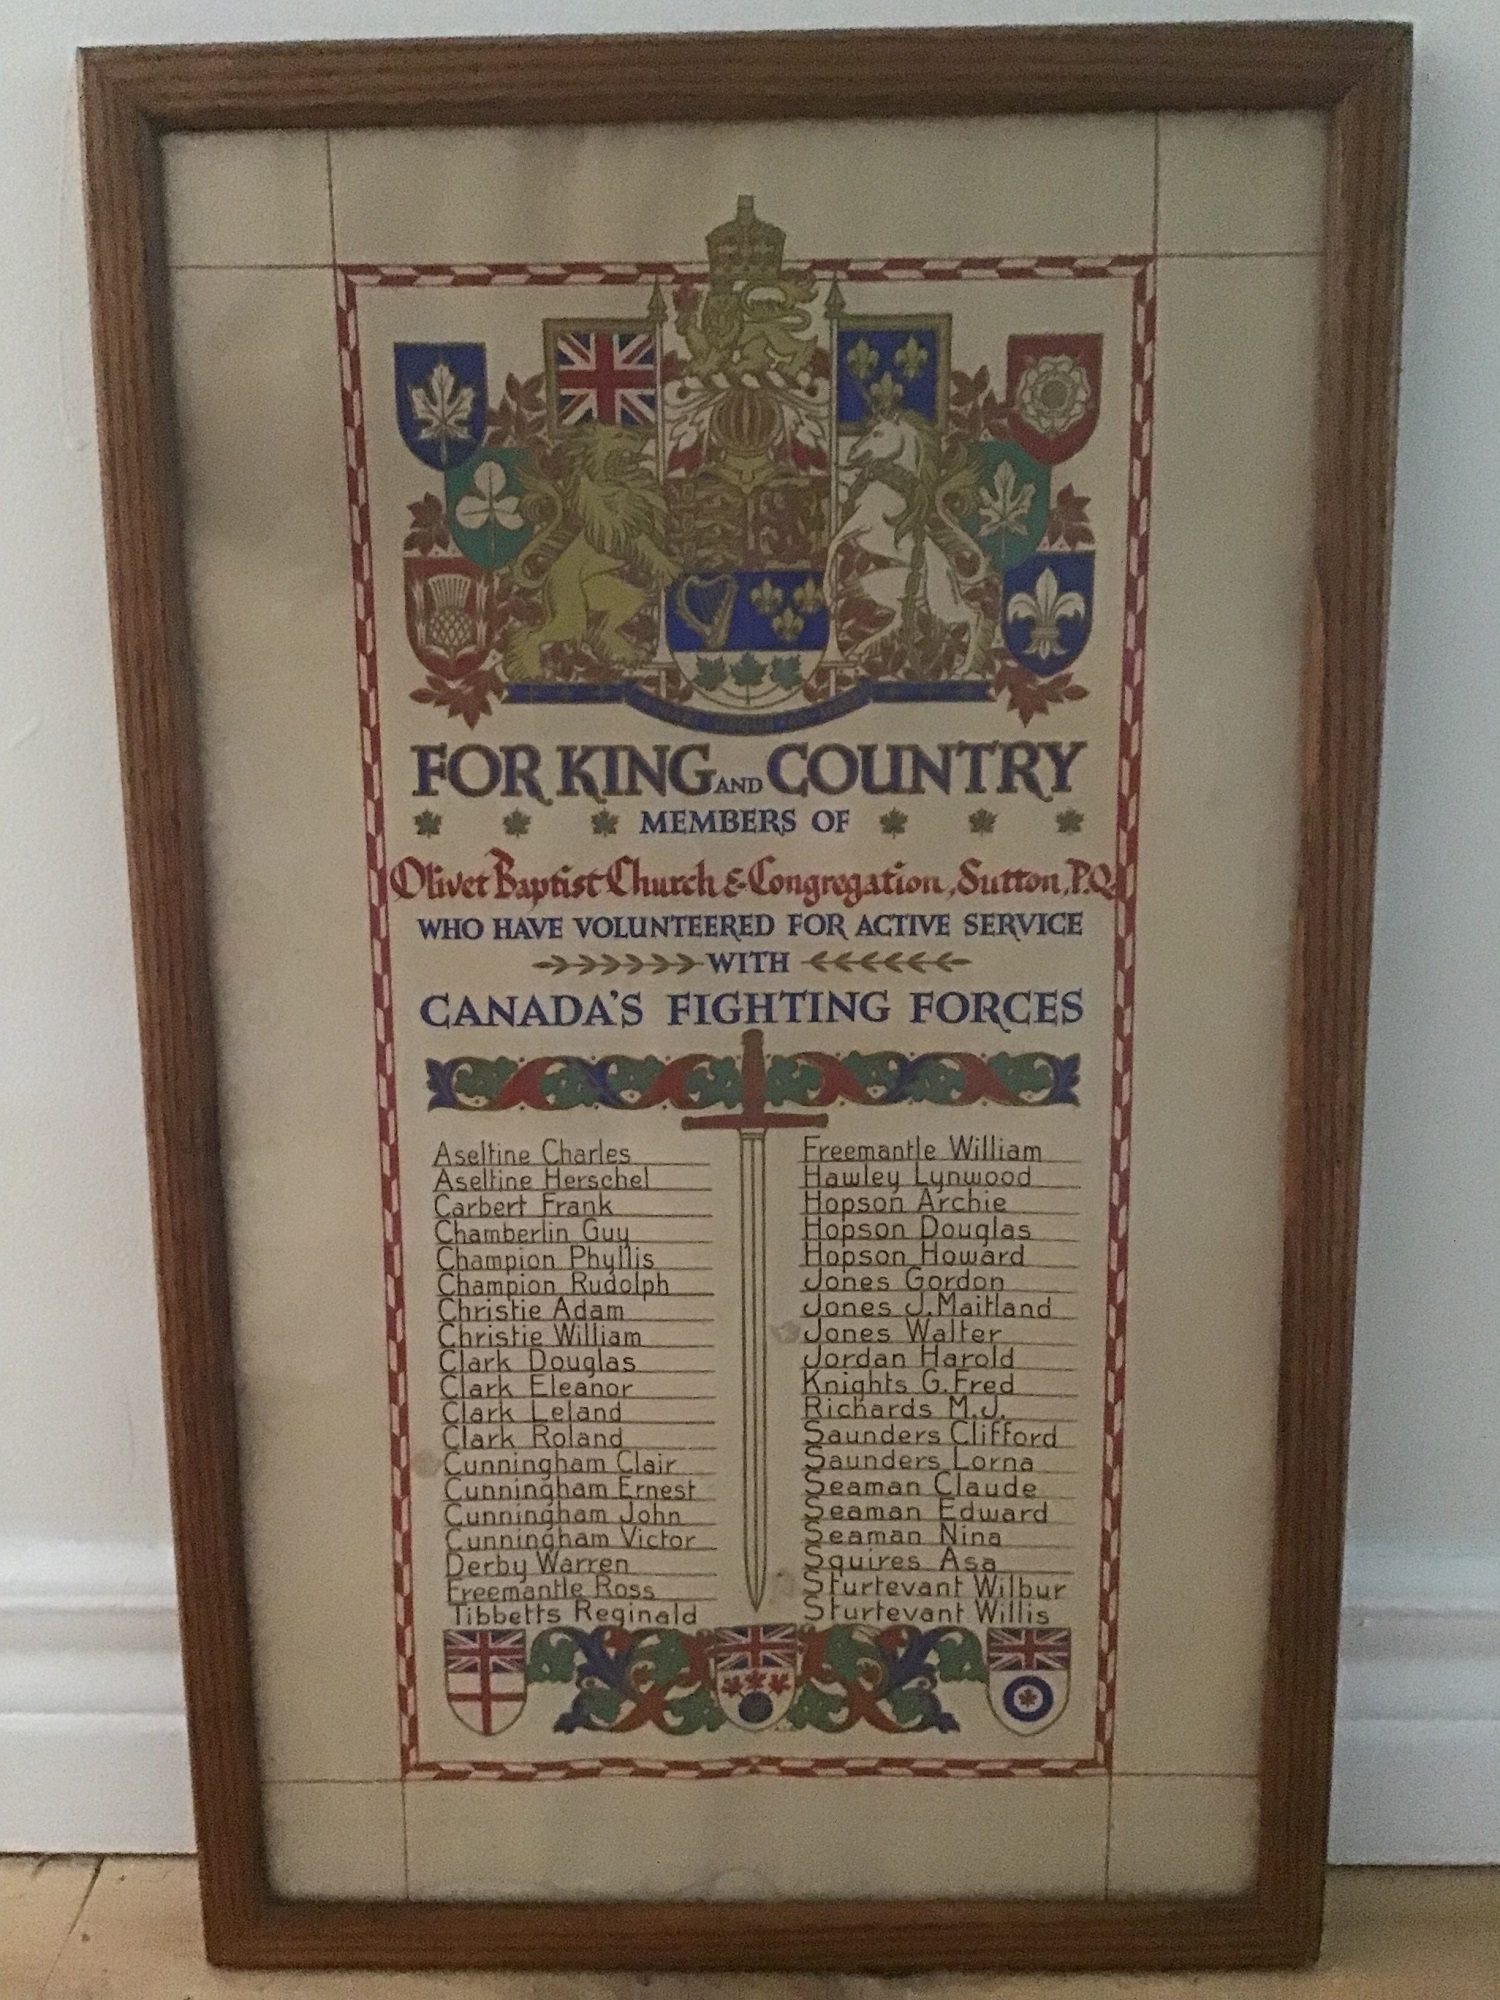 FOR KING AND COUNTRY
MEMBERS OF
Olivet Baptist Church & Congregation, Sutton, P.Q.
WHO HAVE VOLUNTEERED FOR ACTIVE SERVICE
WITH
CANADA'S FIGHTING FORCES
Aseltine Charles
Aseltine Herschel
Carbert Frank
Chamberlin Guy
Champion Phyllis
Champion Rudolph
Christie Adam
Christie William
Clark Douglas
Clark Eleanor
Clark Leland
Clark Roland
Cunningham Clair
Cunningham Ernest
Cunningham John
Cunningham Victor
Derby Warren
Freemantle Ross
Tibbetts Reginald
Freemantle William
Hawley Lynwood
Hopson Archie
Hopson Douglas
Hopson Howard
Jones Gordon
Jones J. Maitland
Jones Walter
Jordan Harold
Knights G. Fred
Richards M.J.
Saunders Clifford
Saunders Lorna
Seaman Claude
Seaman Edward
Seaman Nina
Squires Asa
Sturtevant Wilbur
Sturtevant Willis